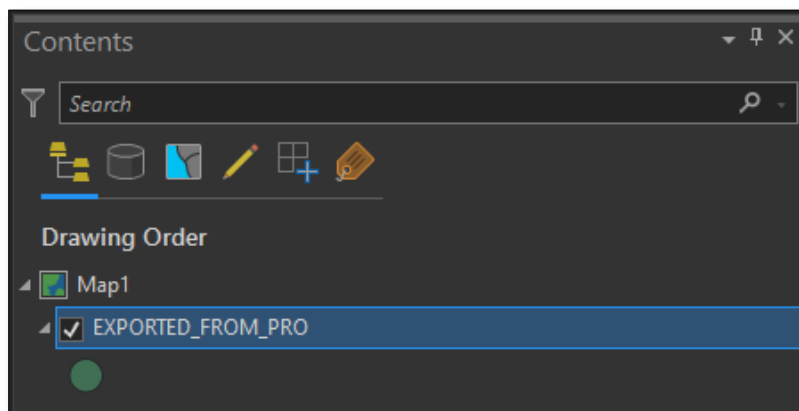 Contents
Search
Drawing Order
Map1
EXPORTED_FROM_PRO